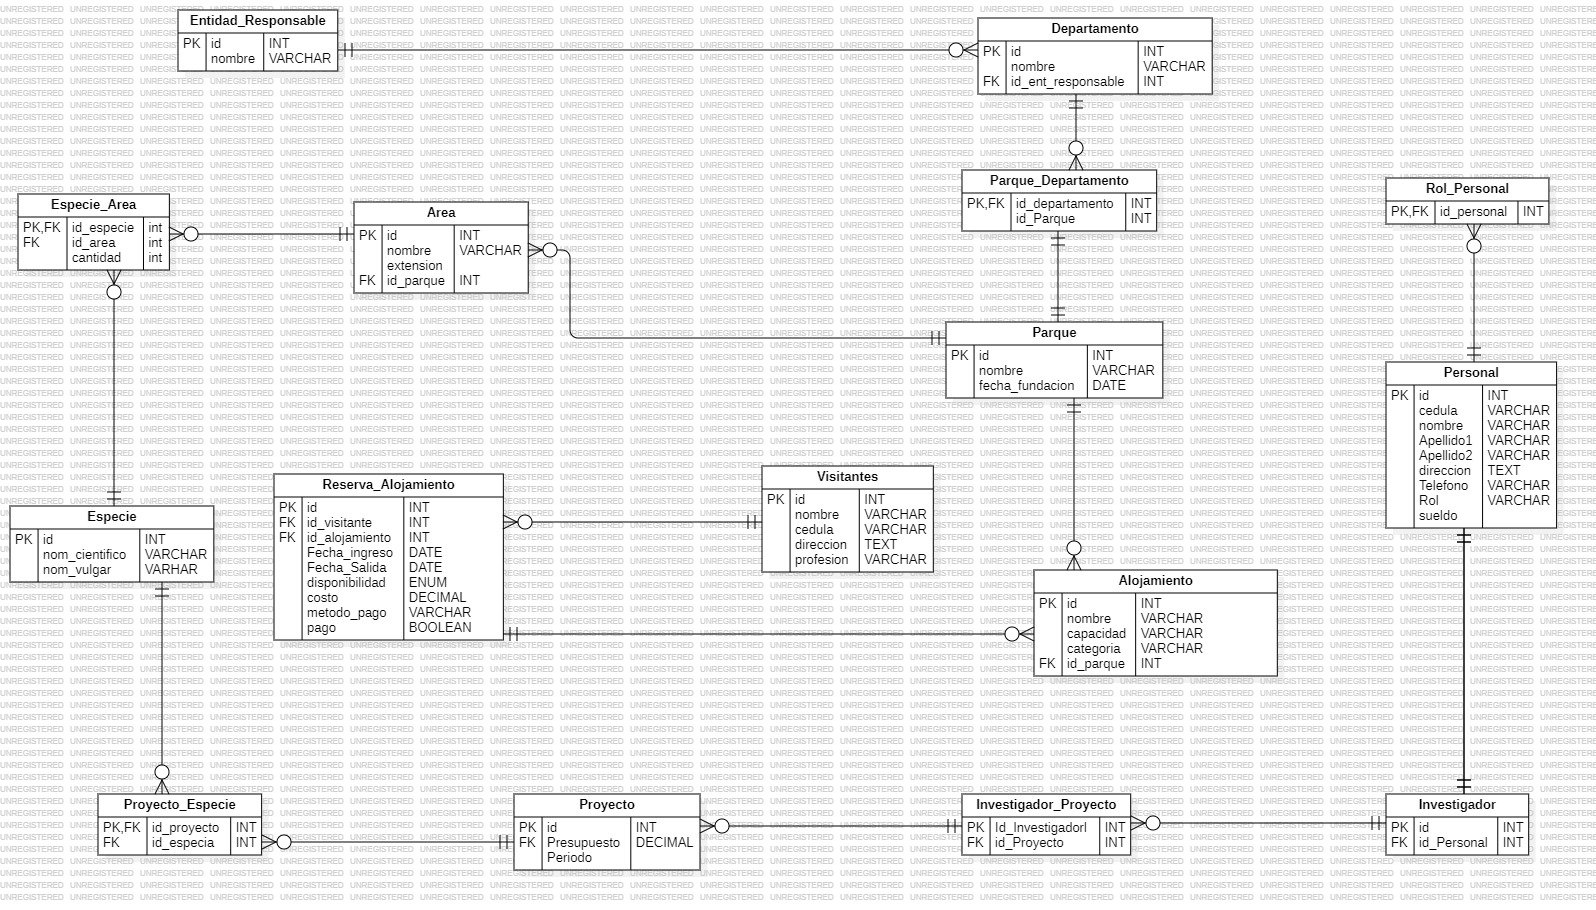 Entidad_Responsable
PK id INT
nombre VARCHAR
Departamento
PK id INT
nombre VARCHAR
FK id_ent_responsable INT
Parque_Departamento
PK,FK id_departamento INT
id_Parque INT
Rol_Personal
PK,FK id_personal INT
Especie_Area
PK,FK id_especie int
FK id_area int
cantidad int
Area
PK id INT
nombre VARCHAR
extension
FK id_parque INT
Parque
PK id INT
nombre VARCHAR
fecha_fundacion DATE
Personal
PK id INT
cedula VARCHAR
nombre VARCHAR
Apellido1 VARCHAR
Apellido2 VARCHAR
direccion TEXT
Telefono VARCHAR
Rol VARCHAR
sueldo
Especie
PK id INT
nom_cientifico VARCHAR
nom_vulgar VARHAR
Reserva_Alojamiento
PK id INT
FK id_visitante INT
FK id_alojamiento INT
Fecha_ingreso DATE
Fecha_Salida DATE
disponibilidad ENUM
costo DECIMAL
metodo_pago VARCHAR
pago BOOLEAN
Visitantes
PK id INT
nombre VARCHAR
cedula VARCHAR
direccion TEXT
profesion VARCHAR
Alojamiento
PK id INT
nombre VARCHAR
capacidad VARCHAR
categoria VARCHAR
FK id_parque INT
Proyecto_Especie
PK,FK id_proyecto INT
FK id_especia INT
Proyecto
PK id INT
FK Presupuesto DECIMAL
Periodo
Investigador_Proyecto
PK Id_Investigadorl INT
FK id_Proyecto INT
Investigador
PK id INT
FK id_Personal INT
UNREGISTERED